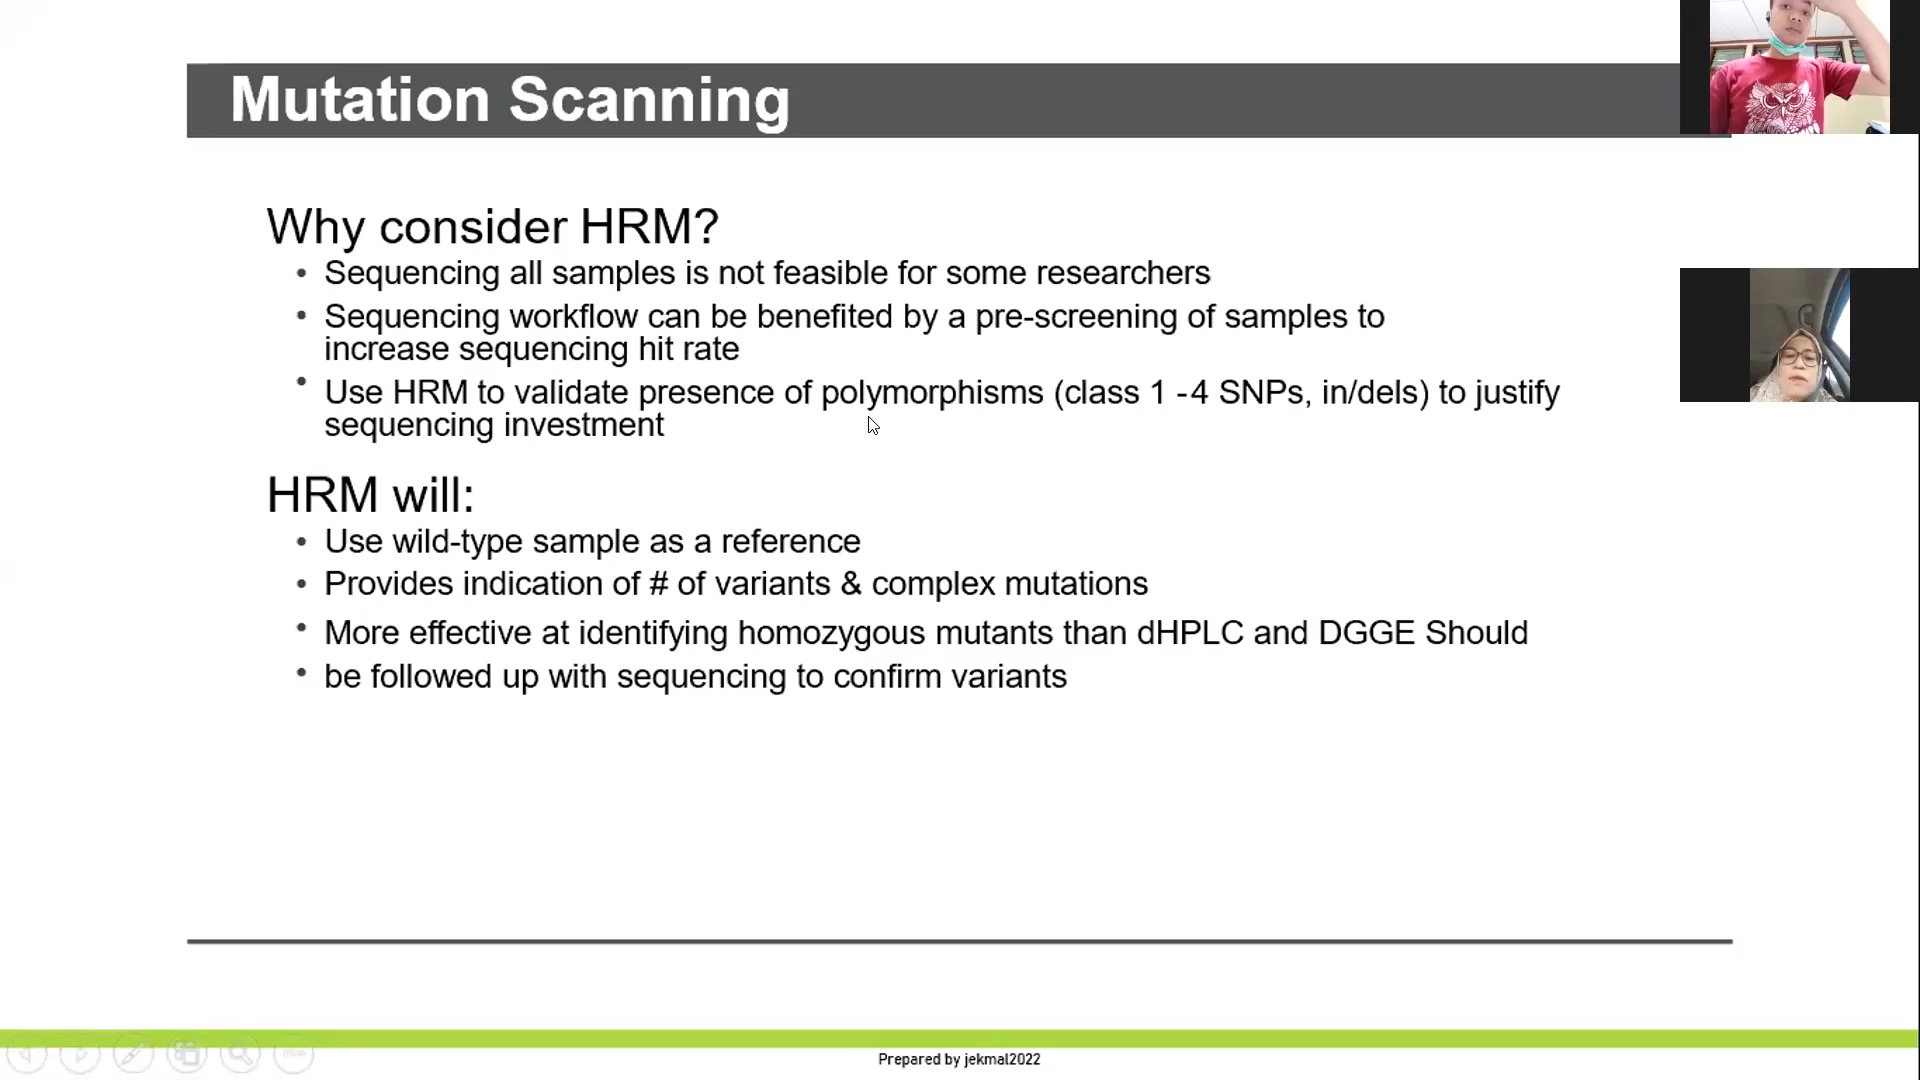 Mutation Scanning
Why consider HRM?
• Sequencing all samples is not feasible for some researchers
• Sequencing workflow can be benefited by a pre-screening of samples to
increase sequencing hit rate
• Use HRM to validate presence of polymorphisms (class 1 -4 SNPs, in/dels) to justify
sequencing investment
HRM will:
• Use wild-type sample as a reference
• Provides indication of # of variants & complex mutations
• More effective at identifying homozygous mutants than dHPLC and DGGE Should
• be followed up with sequencing to confirm variants
Prepared by jekmal2022